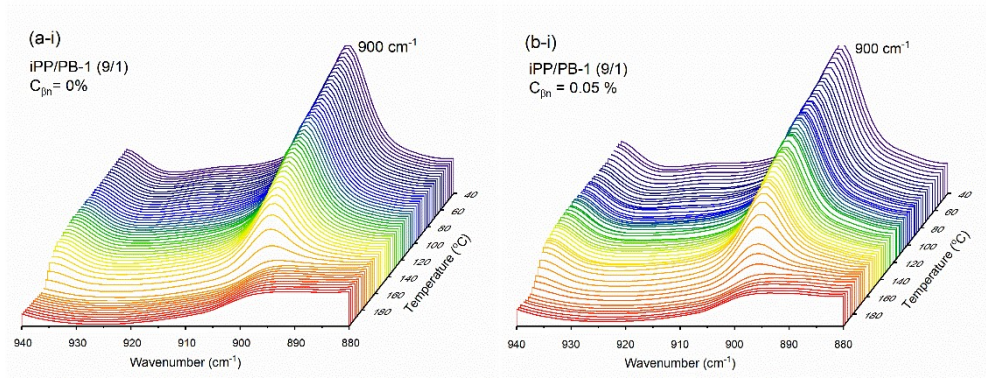 (a-i)
iPP/PB-1 (9/1)
Cβn= 0%
900 cm⁻¹
40
60
80
100
120
140
160
180
Temperature (°C)
940
930
920
910
900
890
880
Wavenumber (cm⁻¹)
(b-i)
iPP/PB-1 (9/1)
Cβn = 0.05 %
900 cm⁻¹
40
60
80
100
120
140
160
180
Temperature (°C)
940
930
920
910
900
890
880
Wavenumber (cm⁻¹)